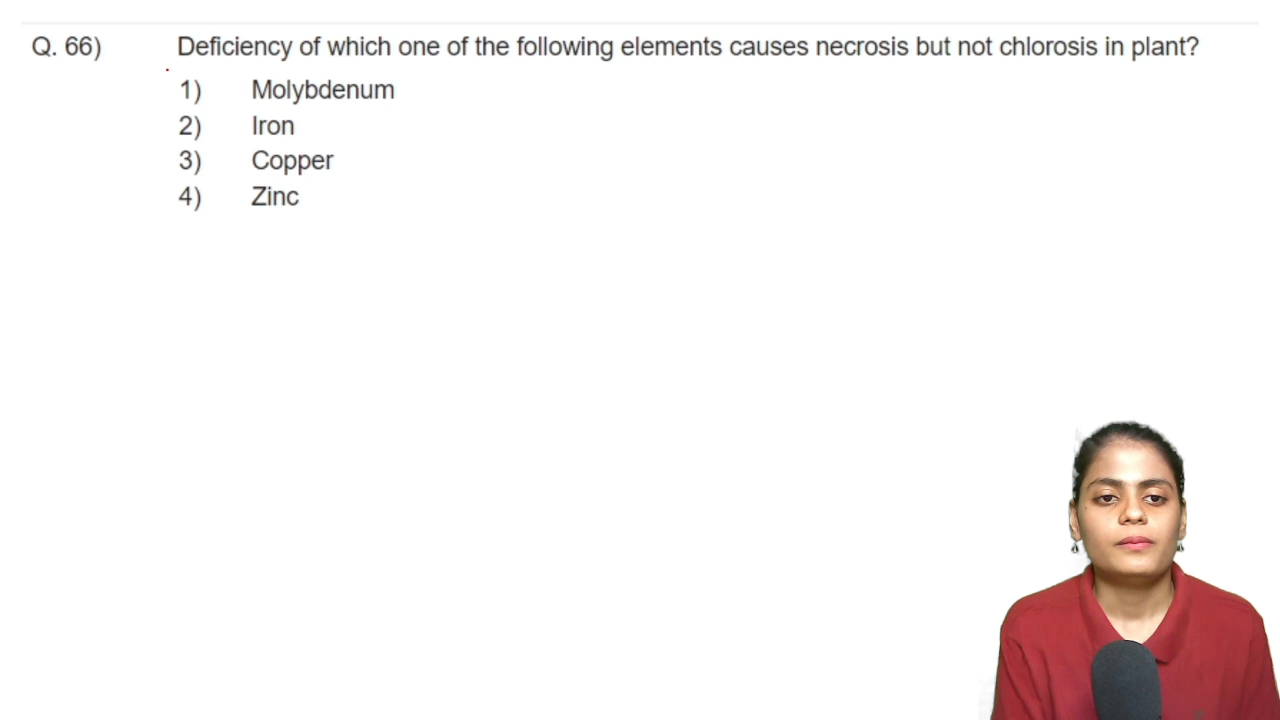 Q. 66) Deficiency of which one of the following elements causes necrosis but not chlorosis in plant?
1) Molybdenum
2) Iron
3) Copper
4) Zinc